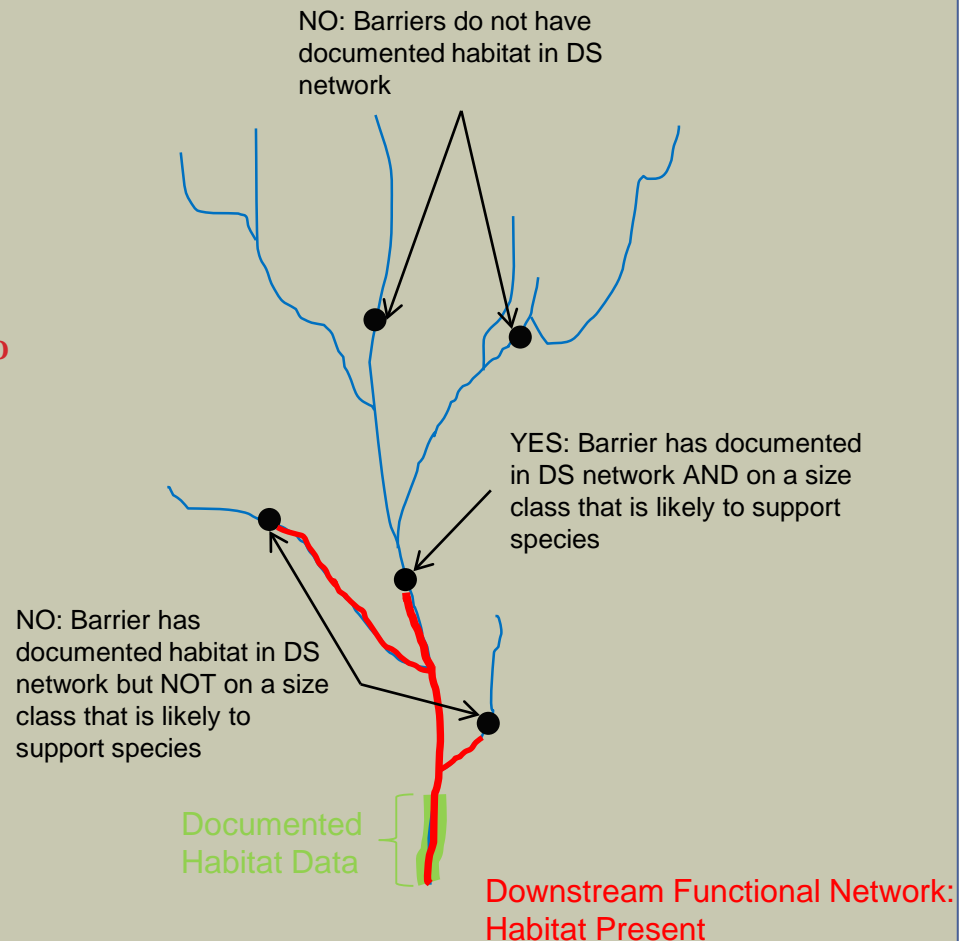 NO: Barriers do not have
documented habitat in DS
network
YES: Barrier has documented
in DS network AND on a size
class that is likely to support
species
NO: Barrier has
documented habitat in DS
network but NOT on a size
class that is likely to
support species
Documented
Habitat Data
Downstream Functional Network:
Habitat Present